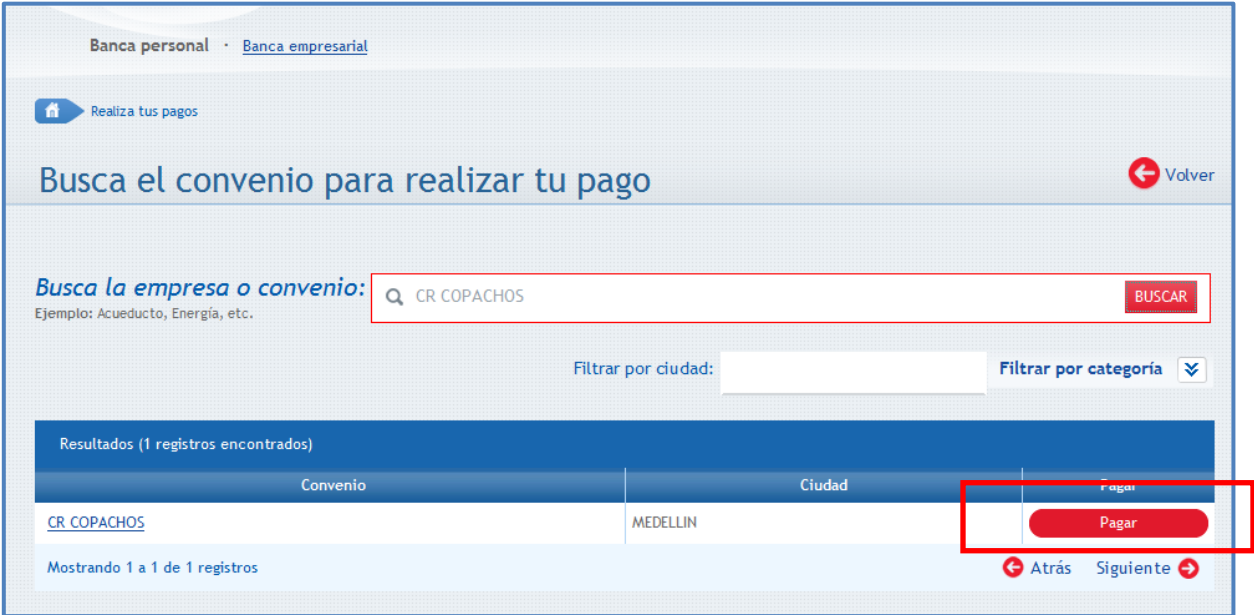 Banca personal · Banca empresarial
Realiza tus pagos
Busca el convenio para realizar tu pago
Volver
Busca la empresa o convenio:
CR COPACHOS
BUSCAR
Ejemplo: Acueducto, Energía, etc.
Filtrar por ciudad:
Filtrar por categoría
Resultados (1 registros encontrados)
Convenio Ciudad Pagar
CR COPACHOS MEDELLIN Pagar
Mostrando 1 a 1 de 1 registros Atrás Siguiente